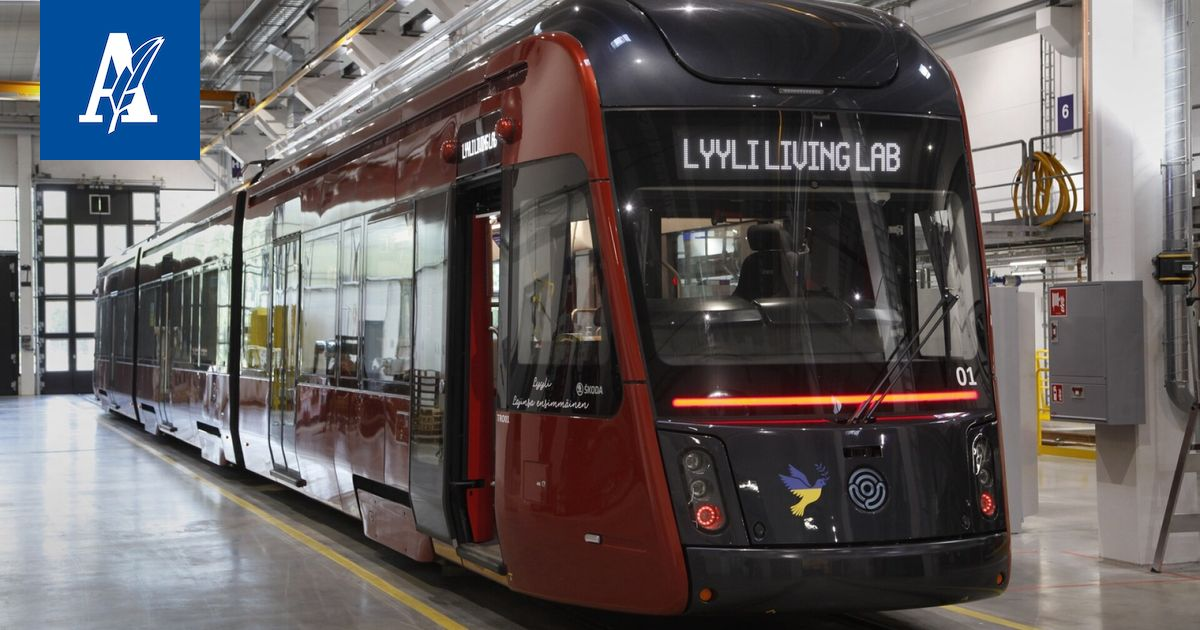 A
6
LYYLI LIVING LAB
LYYLI LIVING LAB
01
Lyyli
ŠKODA
lajinsa ensimmäinen